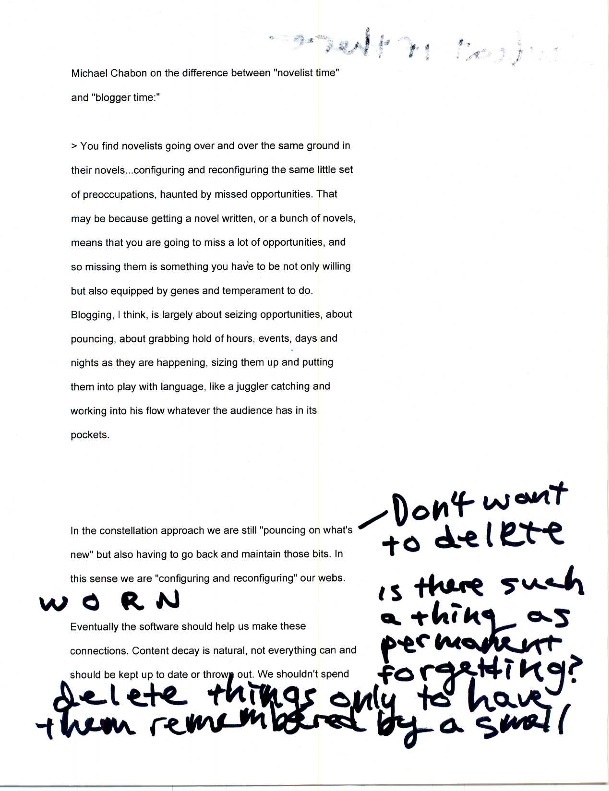 Michael Chabon on the difference between "novelist time"
and "blogger time:"
> You find novelists going over and over the same ground in
their novels...configuring and reconfiguring the same little set
of preoccupations, haunted by missed opportunities. That
may be because getting a novel written, or a bunch of novels,
means that you are going to miss a lot of opportunities, and
so missing them is something you have to be not only willing
but also equipped by genes and temperament to do.
Blogging, I think, is largely about seizing opportunities, about
pouncing, about grabbing hold of hours, events, days and
nights as they are happening, sizing them up and putting
them into play with language, like a juggler catching and
working into his flow whatever the audience has in its
pockets.
Don't want
to delete
In the constellation approach we are still "pouncing on what's
new" but also having to go back and maintain those bits. In
this sense we are "configuring and reconfiguring" our webs.
is there such
a thing as
permanent
forgetting?
WORN
Eventually the software should help us make these
connections. Content decay is natural, not everything can and
should be kept up to date or thrown out. We shouldn't spend
delete things only to have
them remembered by a smell